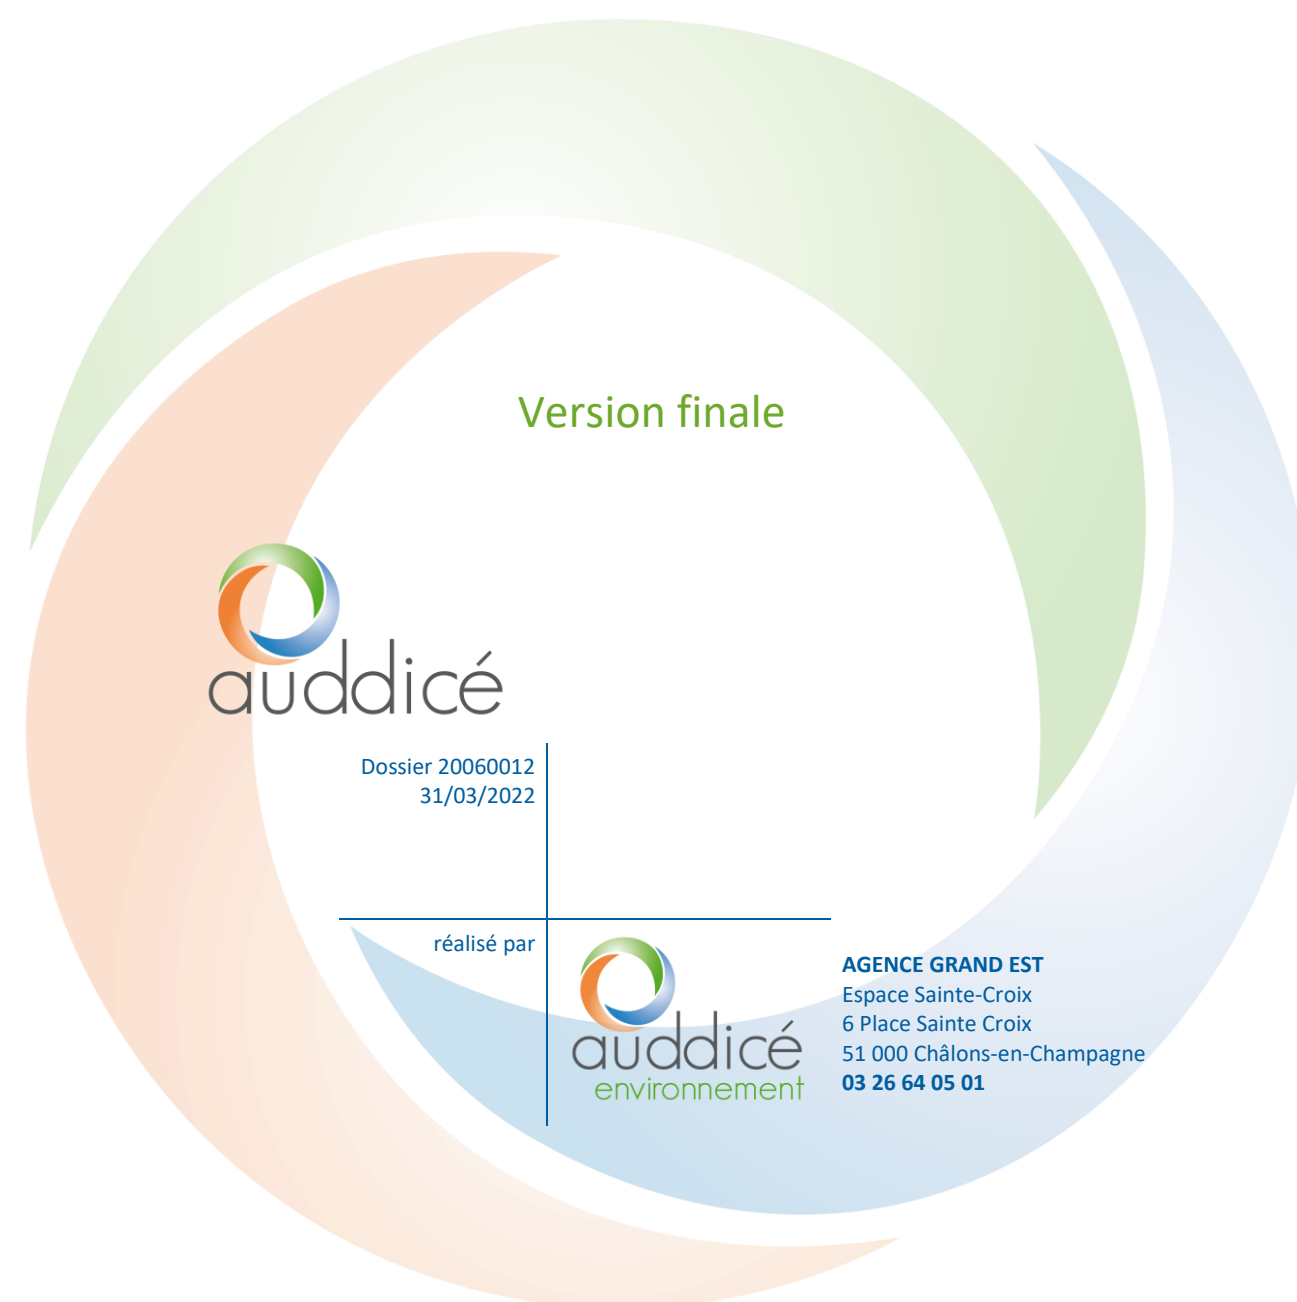 Version finale
auddicé
Dossier 20060012
31/03/2022
réalisé par
auddicé
environnement
AGENCE GRAND EST
Espace Sainte-Croix
6 Place Sainte Croix
51 000 Châlons-en-Champagne
03 26 64 05 01